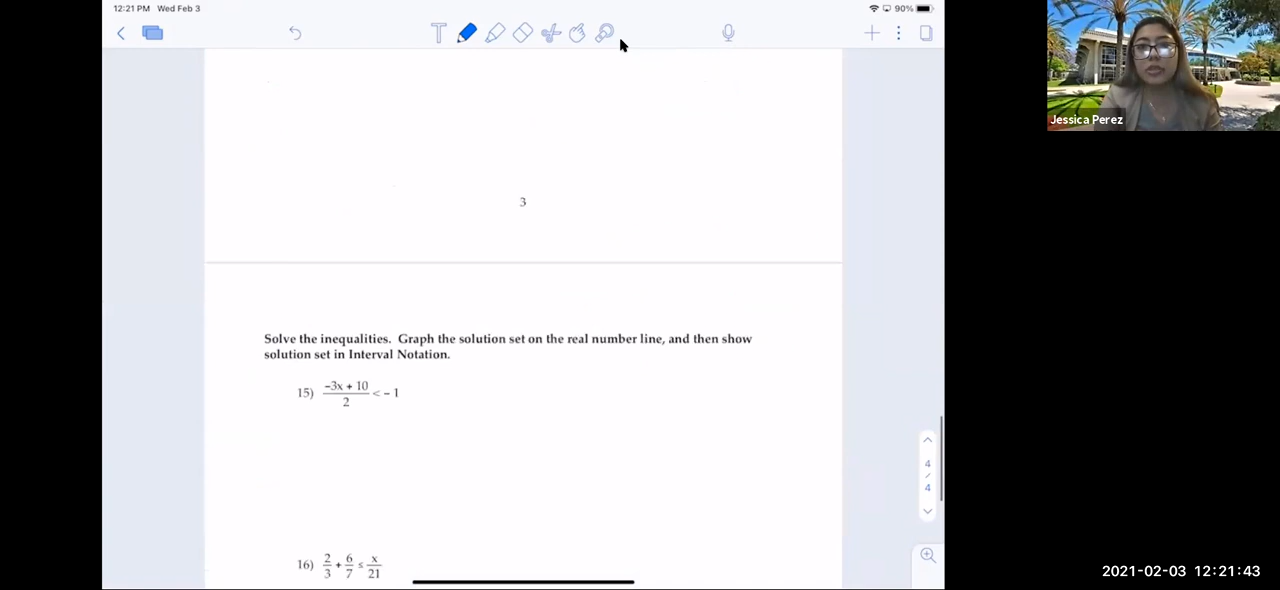 12:21 PM Wed Feb 3
90%
T
Jessica Perez
3
Solve the inequalities. Graph the solution set on the real number line, and then show
solution set in Interval Notation.
15) (-3x + 10)/2 < - 1
4
/
4
16) 2/3 + 6/7 ≤ x/21
2021-02-03 12:21:43